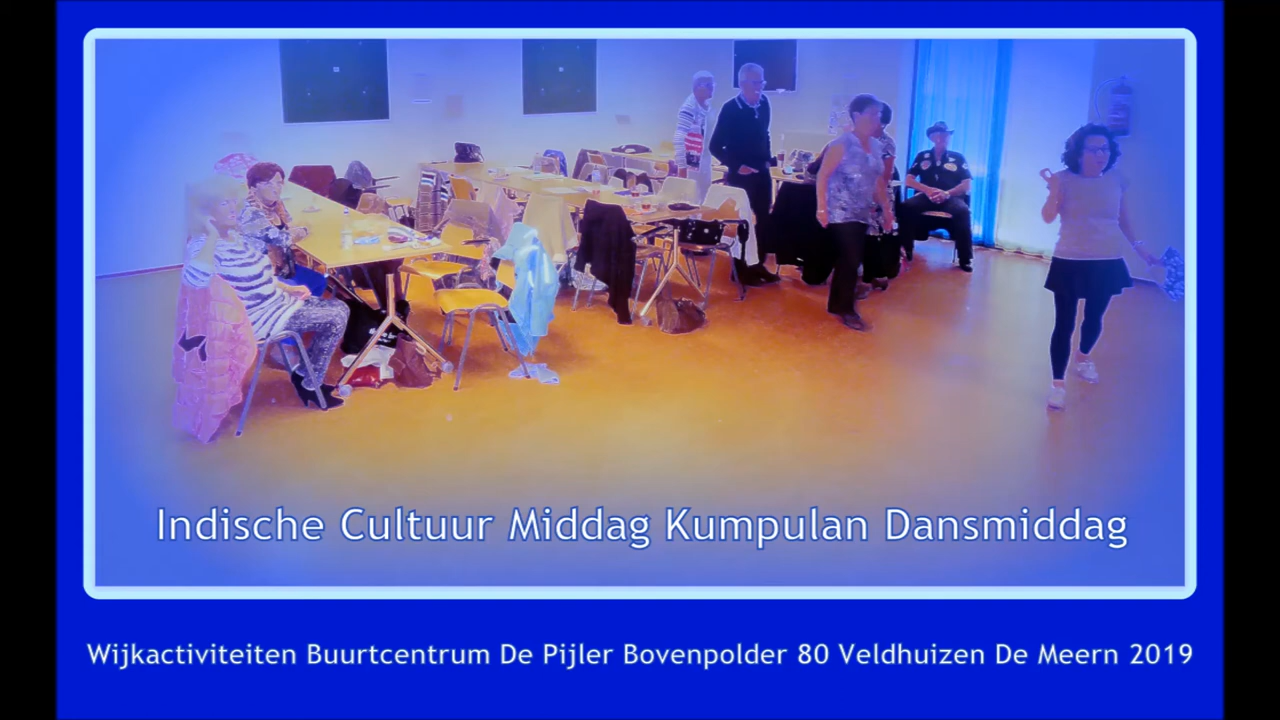 Indische Cultuur Middag Kumpulan Dansmiddag
Wijkactiviteiten Buurtcentrum De Pijler Bovenpolder 80 Veldhuizen De Meern 2019